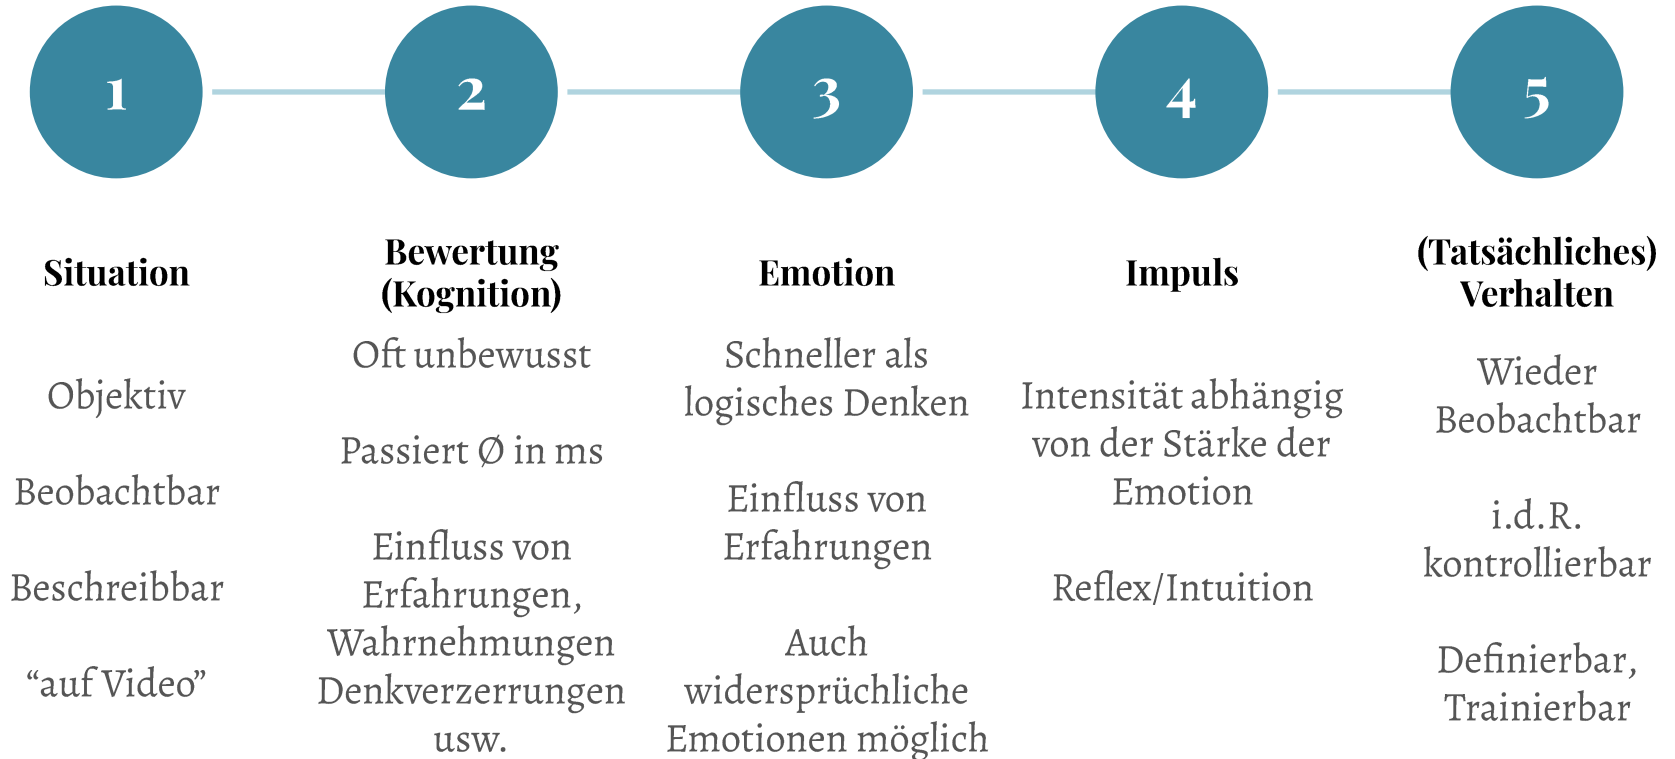 1
2
3
4
5
Situation
Objektiv
Beobachtbar
Beschreibbar
“auf Video”
Bewertung
(Kognition)
Oft unbewusst
Passiert Ø in ms
Einfluss von
Erfahrungen,
Wahrnehmungen
Denkverzerrungen
usw.
Emotion
Schneller als
logisches Denken
Einfluss von
Erfahrungen
Auch
widersprüchliche
Emotionen möglich
Impuls
Intensität abhängig
von der Stärke der
Emotion
Reflex/Intuition
(Tatsächliches)
Verhalten
Wieder
Beobachtbar
i.d.R.
kontrollierbar
Definierbar,
Trainierbar